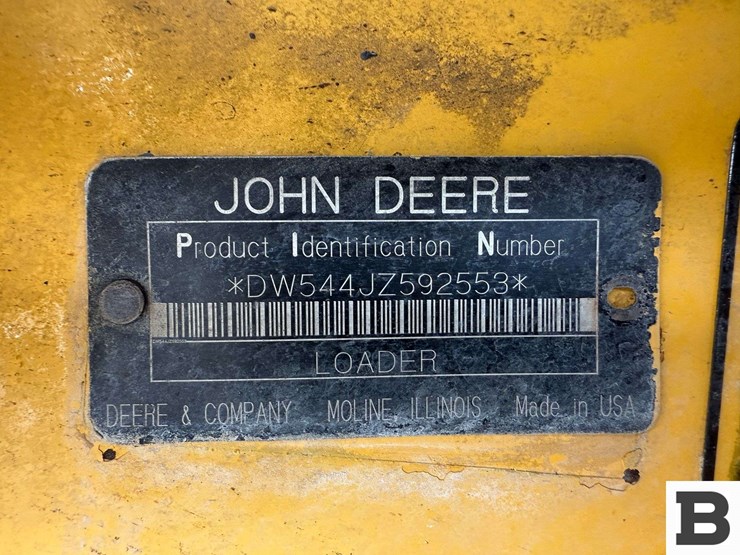 JOHN DEERE
Product Identification Number
*DW544JZ592553*
LOADER
DEERE & COMPANY MOLINE, ILLINOIS Made in USA
B